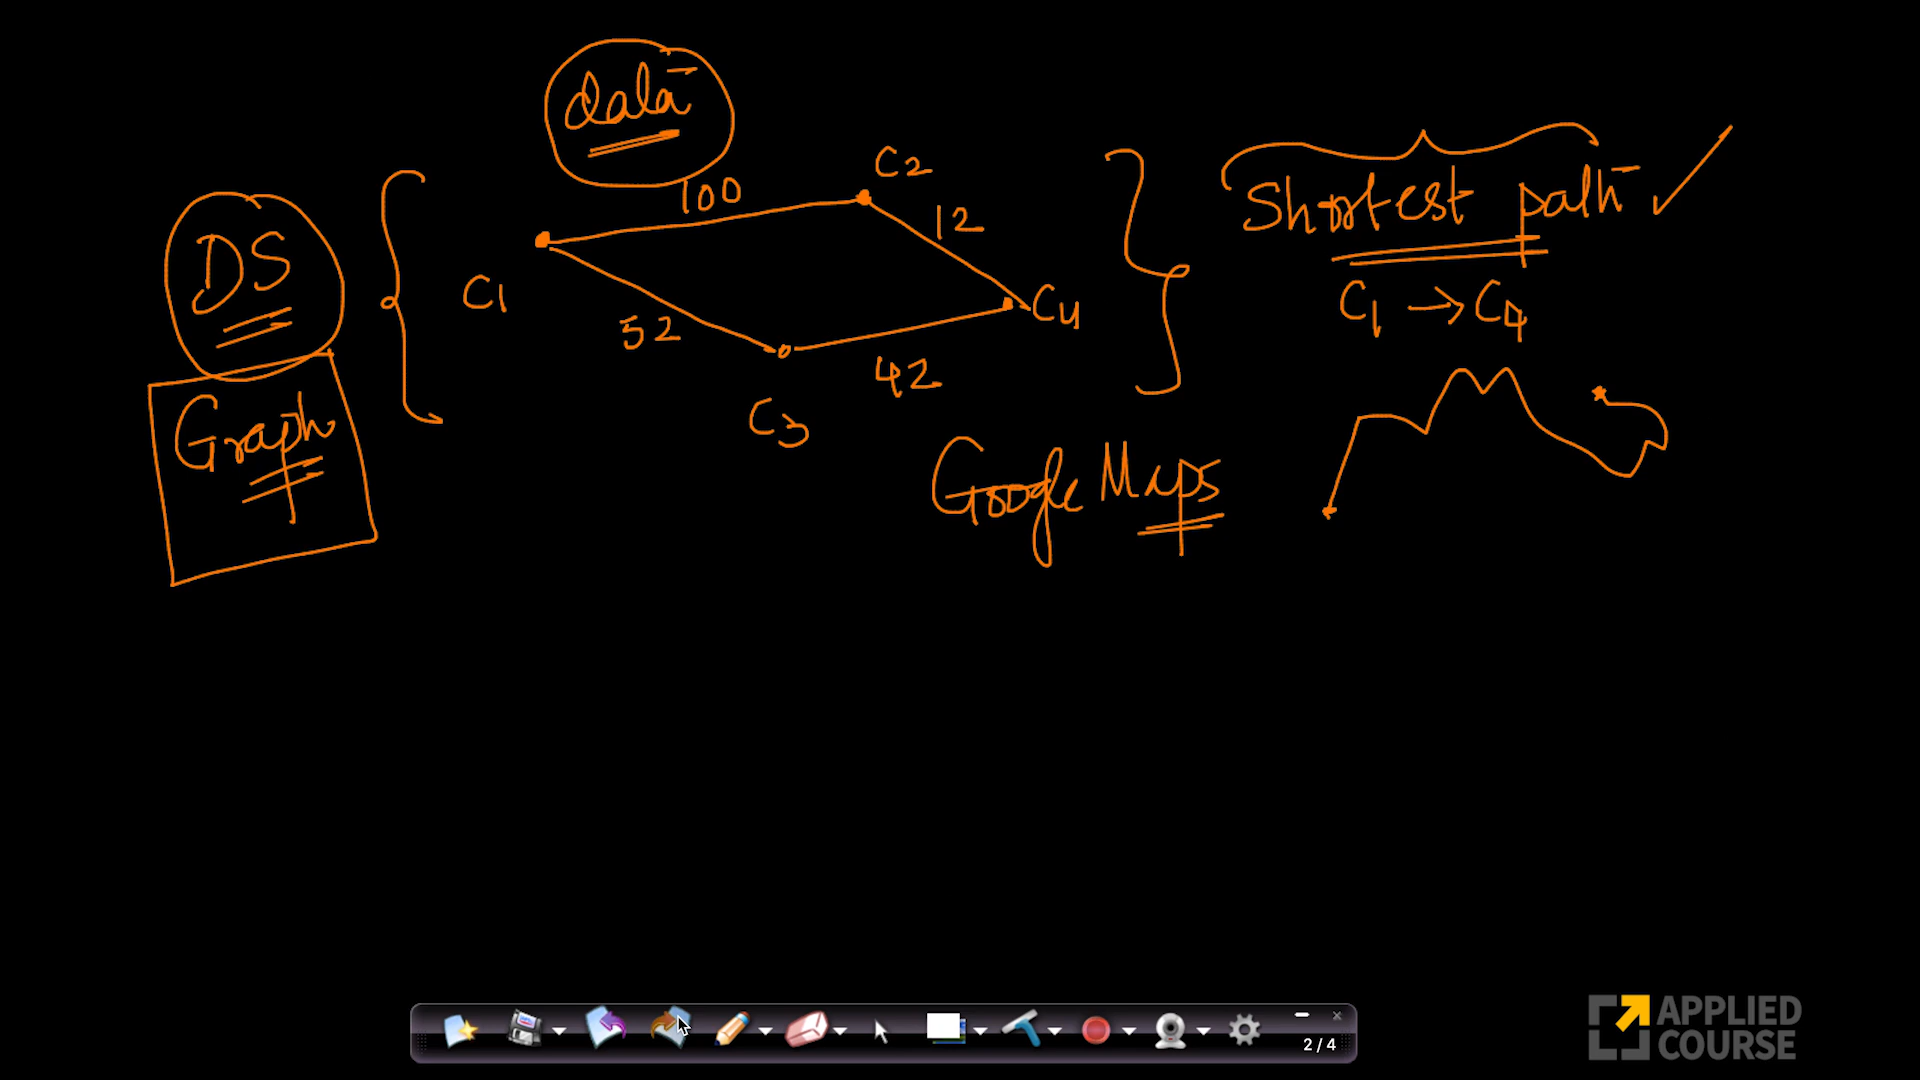 data
DS
Graph
C1
100
C2
12
C4
52
42
C3
Shortest path
C1 → C4
Google Maps
2 / 4
APPLIED
COURSE